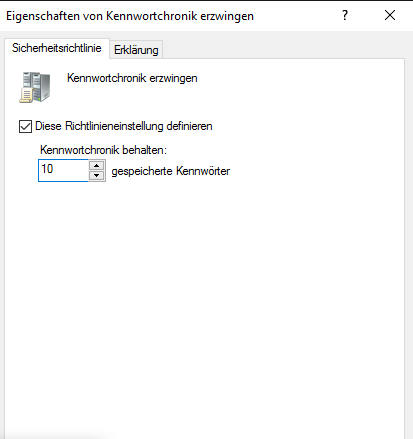 Eigenschaften von Kennwortchronik erzwingen
Sicherheitsrichtlinie
Erklärung
Kennwortchronik erzwingen
Diese Richtlinieneinstellung definieren
Kennwortchronik behalten:
10 gespeicherte Kennwörter